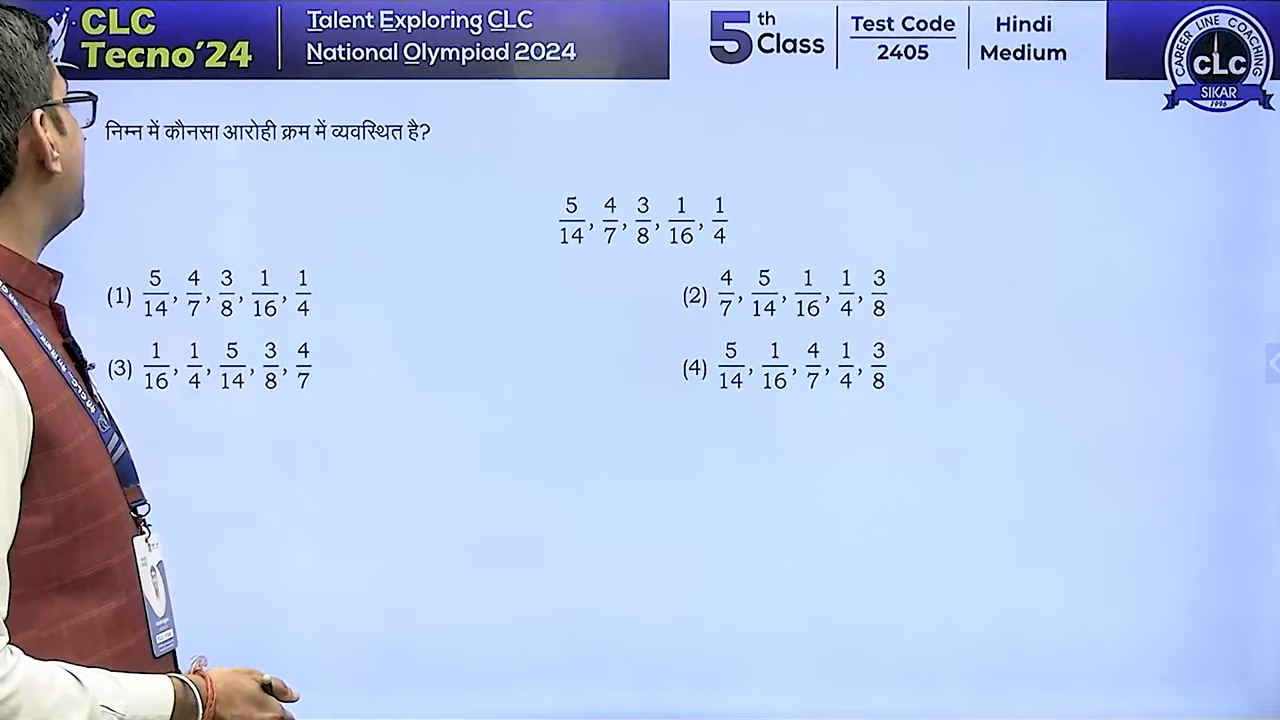 CLC
Tecno'24
Talent Exploring CLC
National Olympiad 2024
5th Class
Test Code
2405
Hindi
Medium
CAREER LINE COACHING
CLC
SIKAR
1996
निम्न में कौनसा आरोही क्रम में व्यवस्थित है?
5/14, 4/7, 3/8, 1/16, 1/4
(1) 5/14, 4/7, 3/8, 1/16, 1/4
(2) 4/7, 5/14, 1/16, 1/4, 3/8
(3) 1/16, 1/4, 5/14, 3/8, 4/7
(4) 5/14, 1/16, 4/7, 1/4, 3/8